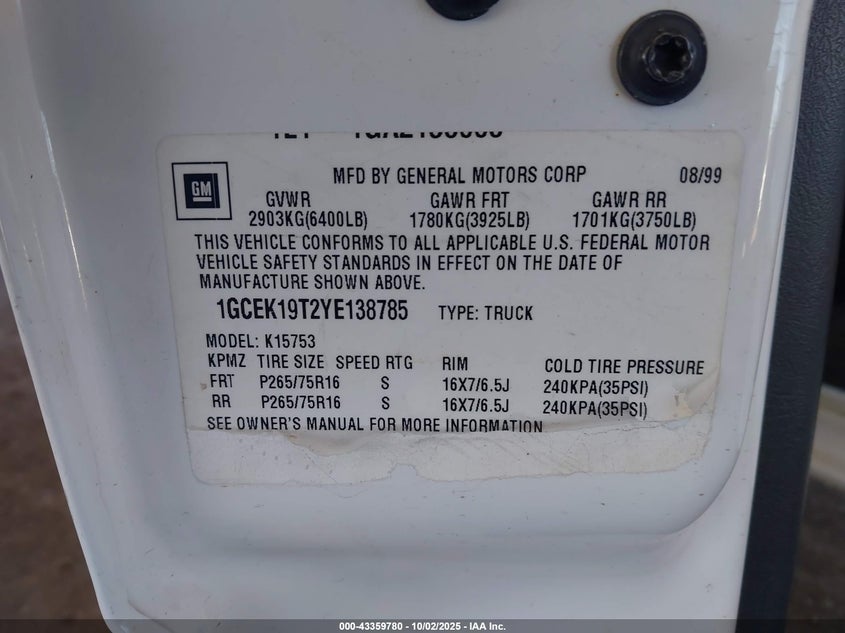 MFD BY GENERAL MOTORS CORP 08/99
GM
GVWR GAWR FRT GAWR RR
2903KG(6400LB) 1780KG(3925LB) 1701KG(3750LB)
THIS VEHICLE CONFORMS TO ALL APPLICABLE U.S. FEDERAL MOTOR
VEHICLE SAFETY STANDARDS IN EFFECT ON THE DATE OF
MANUFACTURE SHOWN ABOVE.
1GCEK19T2YE138785 TYPE: TRUCK
MODEL: K15753
KPMZ TIRE SIZE SPEED RTG RIM COLD TIRE PRESSURE
FRT P265/75R16 S 16X7/6.5J 240KPA(35PSI)
RR P265/75R16 S 16X7/6.5J 240KPA(35PSI)
SEE OWNER'S MANUAL FOR MORE INFORMATION
000-43359780 - 10/02/2025 - IAA Inc.